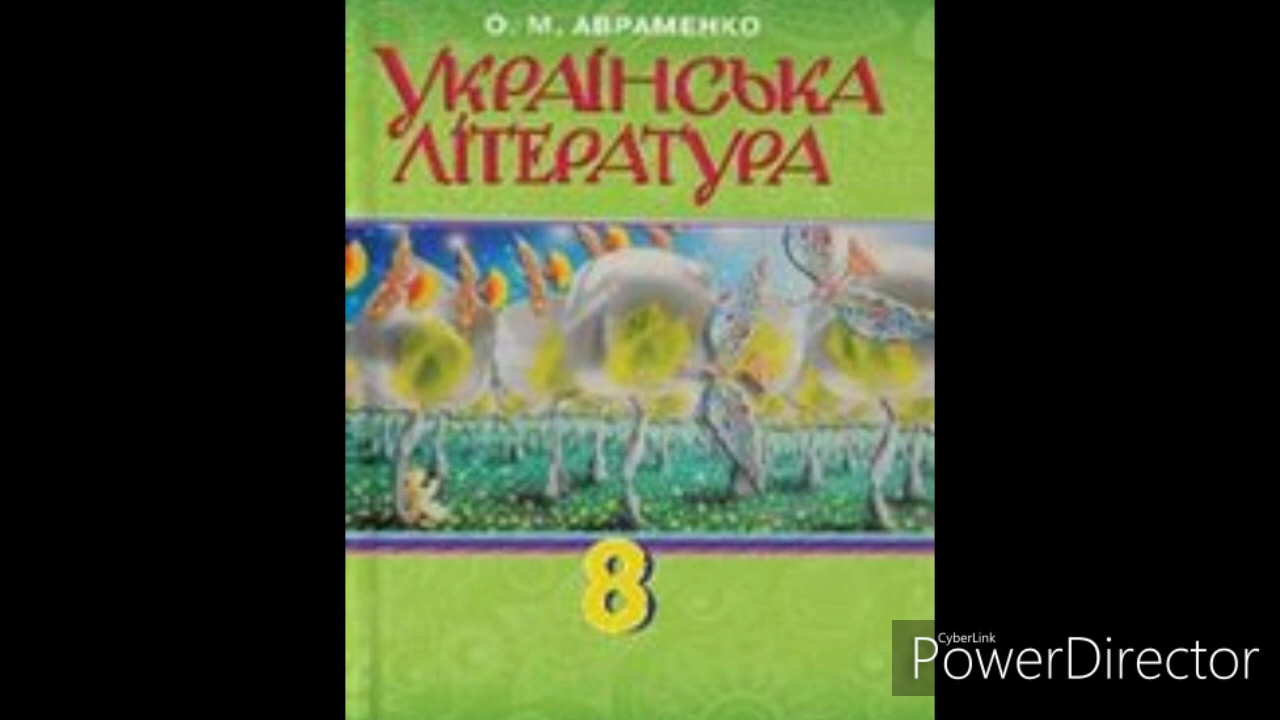 О. М. АВРАМЕНКО
УКРАЇНСЬКА
ЛІТЕРАТУРА
8
CyberLink
PowerDirector